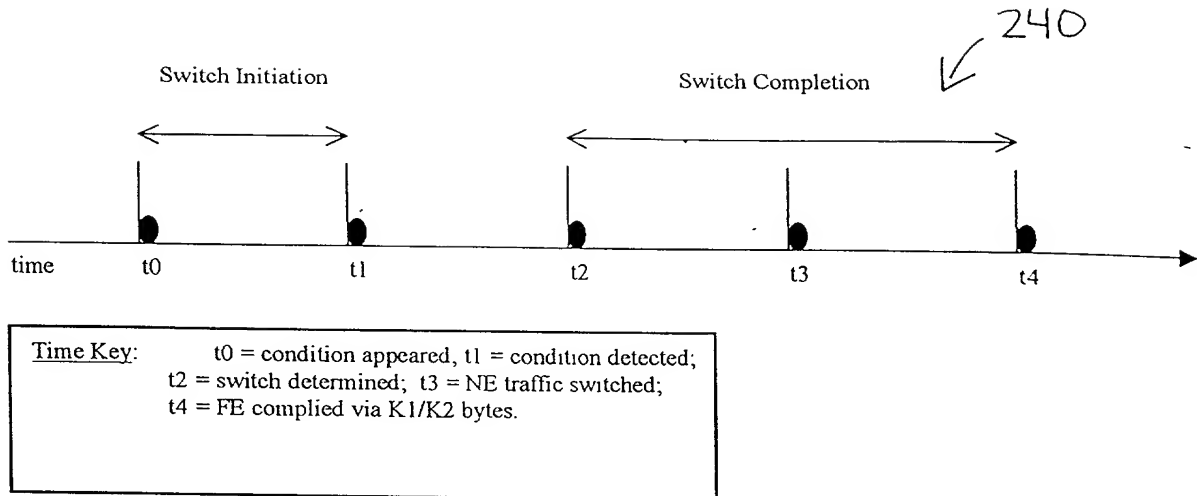 240
Switch Initiation
Switch Completion
time t0 t1 t2 t3 t4
Time Key: t0 = condition appeared, t1 = condition detected;
t2 = switch determined; t3 = NE traffic switched;
t4 = FE complied via K1/K2 bytes.